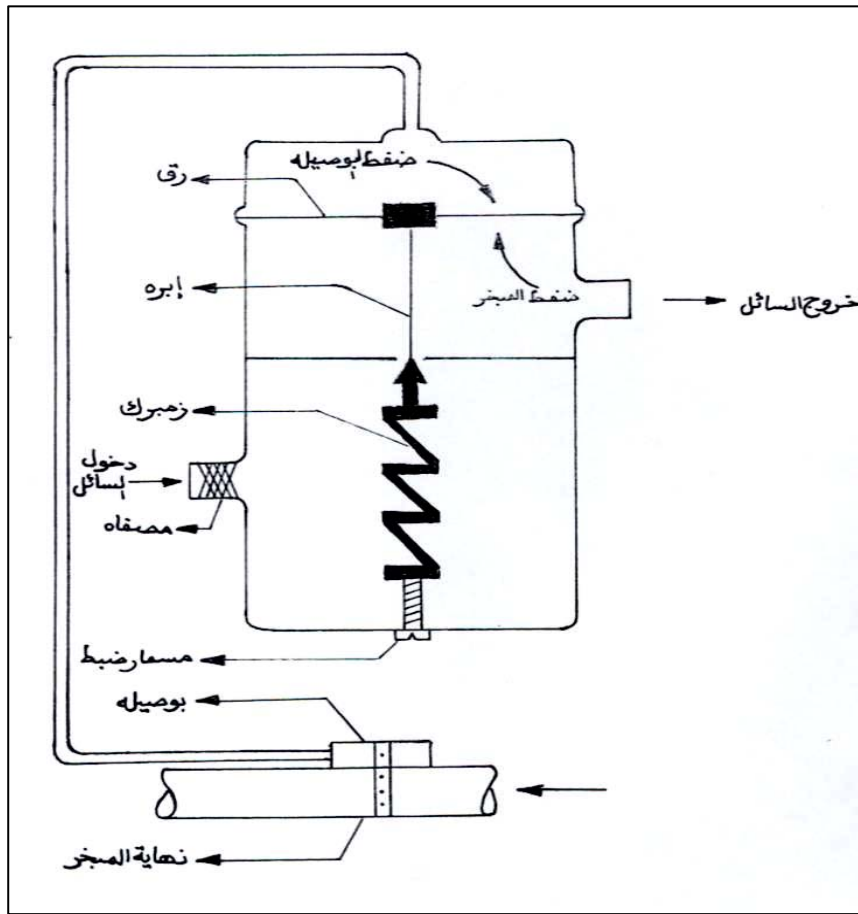 ضغط البوصيله
رق
إبره
ضغط المبخر
خروج السائل
زمبرك
دخول
السائل
مصفاه
مسمار ضبط
بوصيله
نهاية المبخر